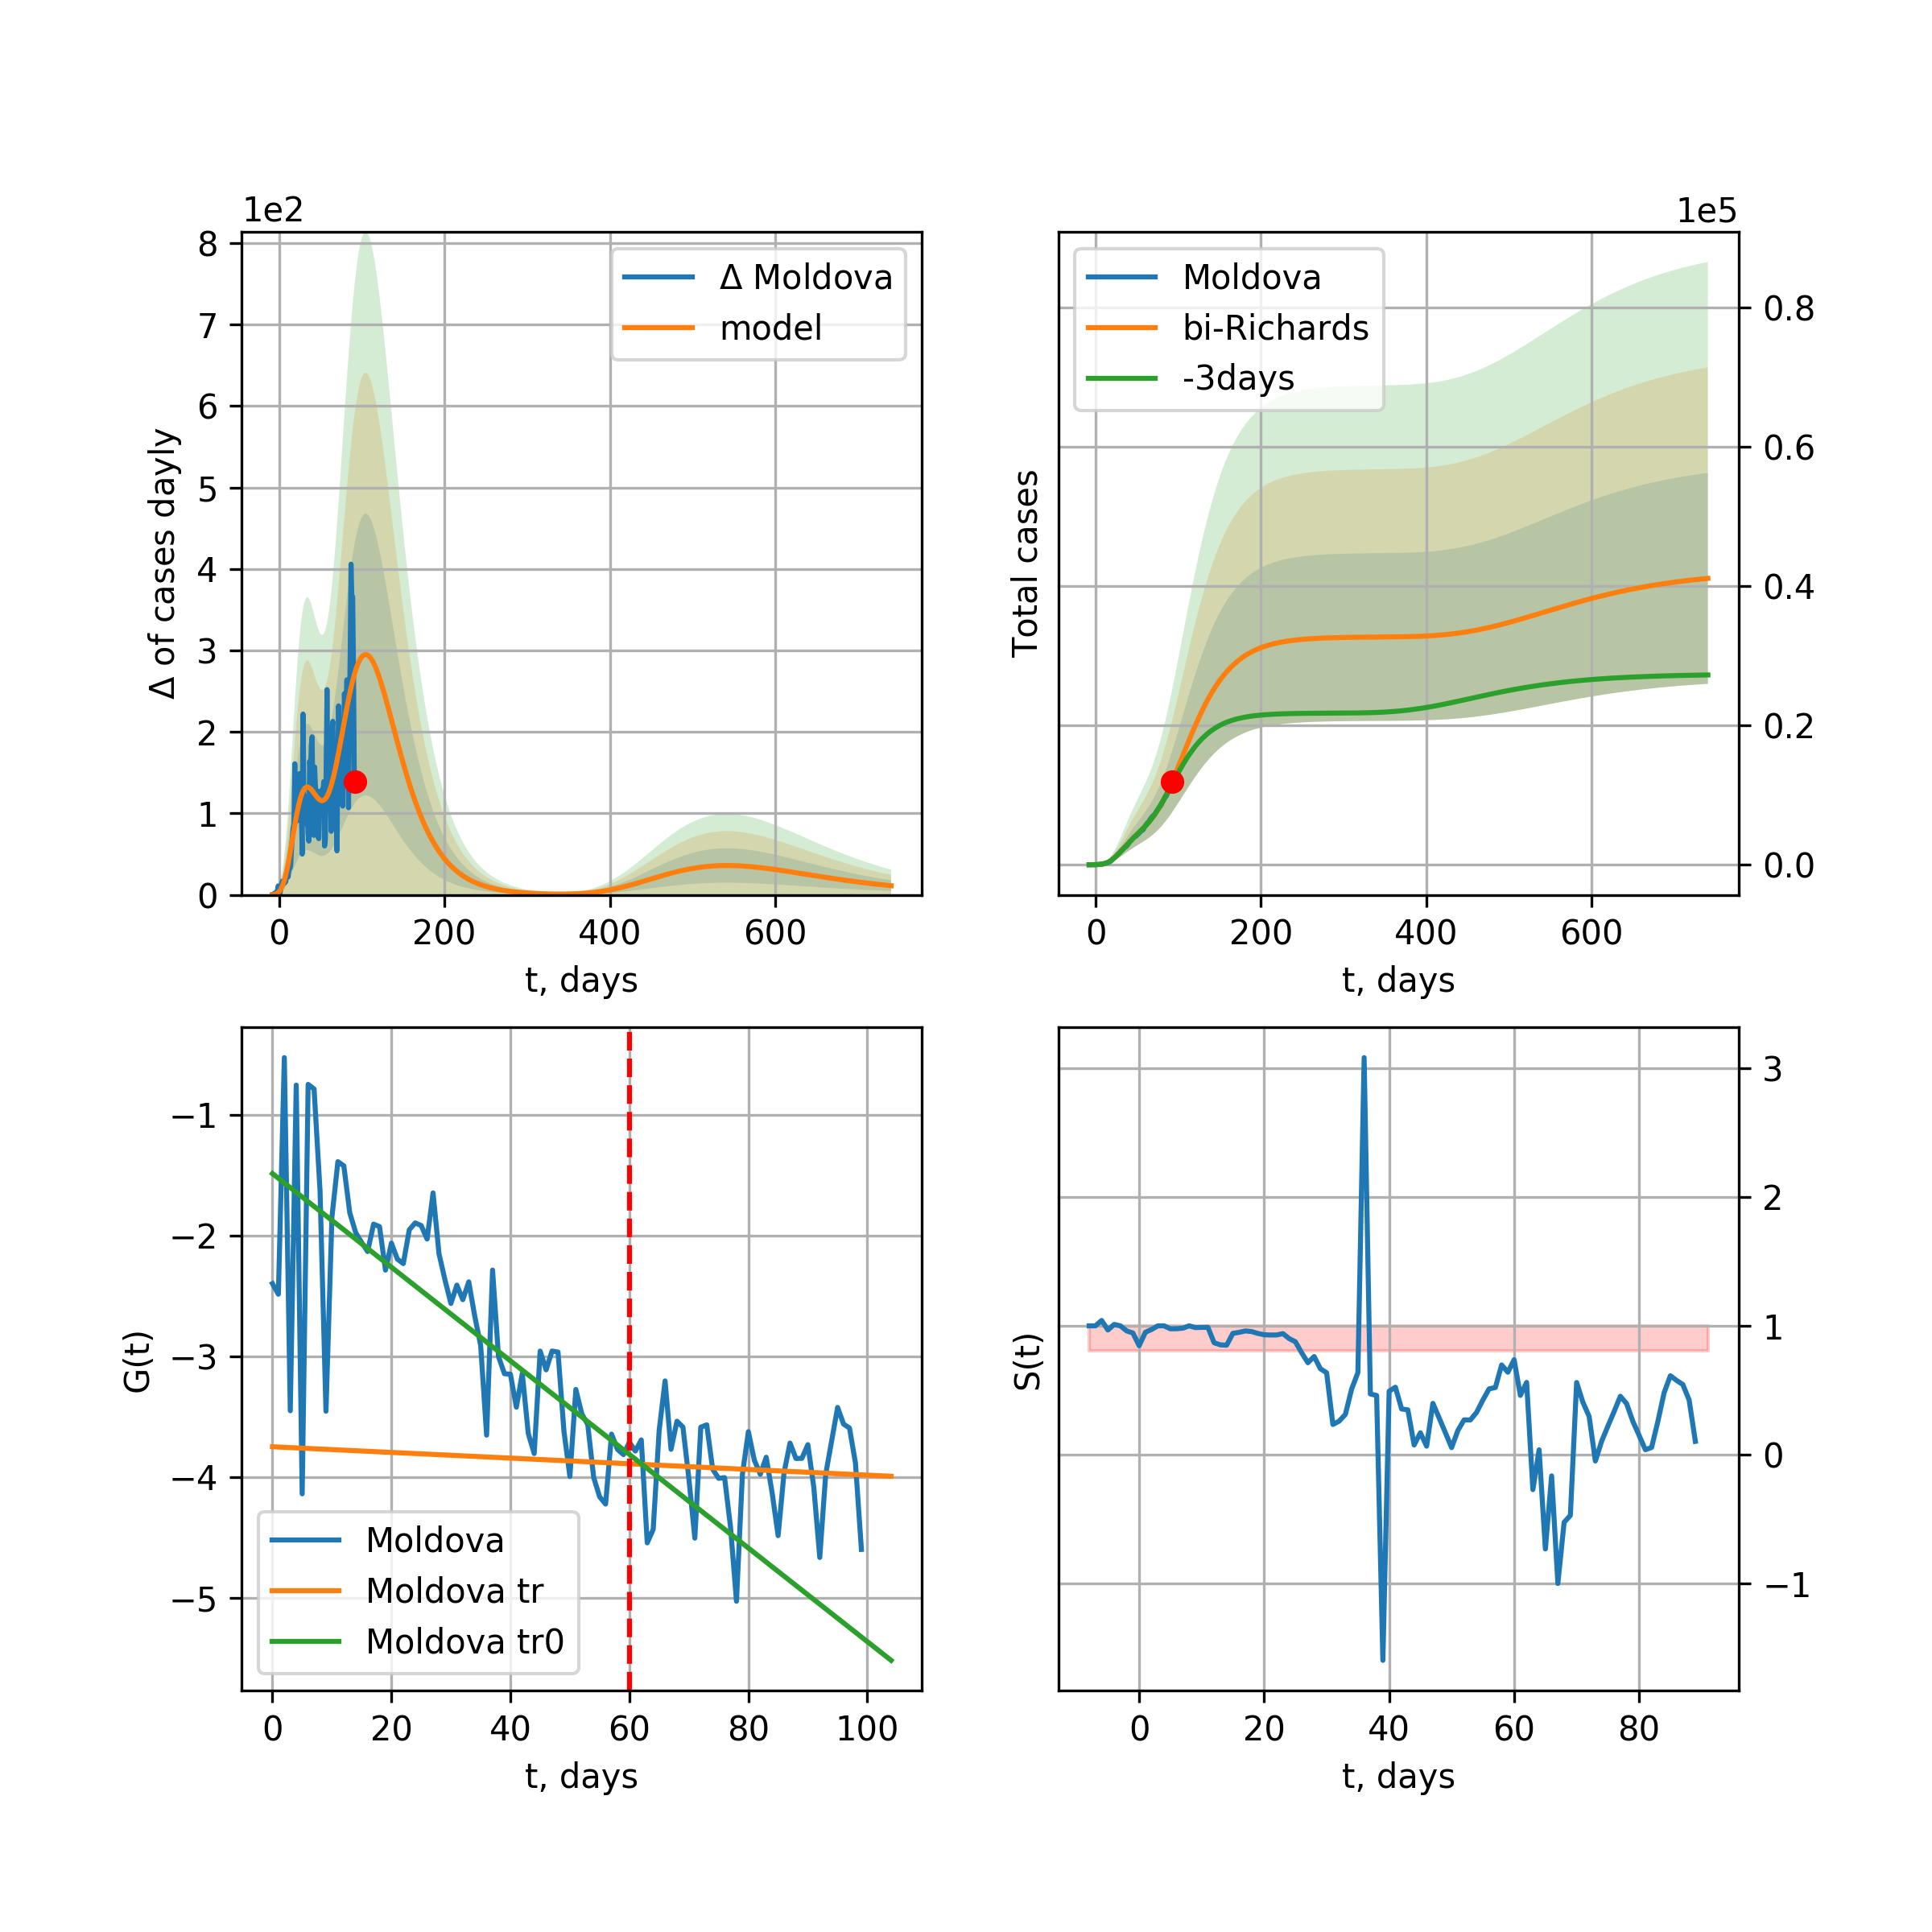 1e2
8
7
6
5
4
3
2
1
0
Δ of cases dayly
Δ Moldova
model
0 200 400 600
t, days
1e5
Moldova
bi-Richards
-3days
Total cases
0.8
0.6
0.4
0.2
0.0
0 200 400 600
t, days
−1
−2
−3
−4
−5
G(t)
Moldova
Moldova tr
Moldova tr0
0 20 40 60 80 100
t, days
S(t)
3
2
1
0
−1
0 20 40 60 80
t, days